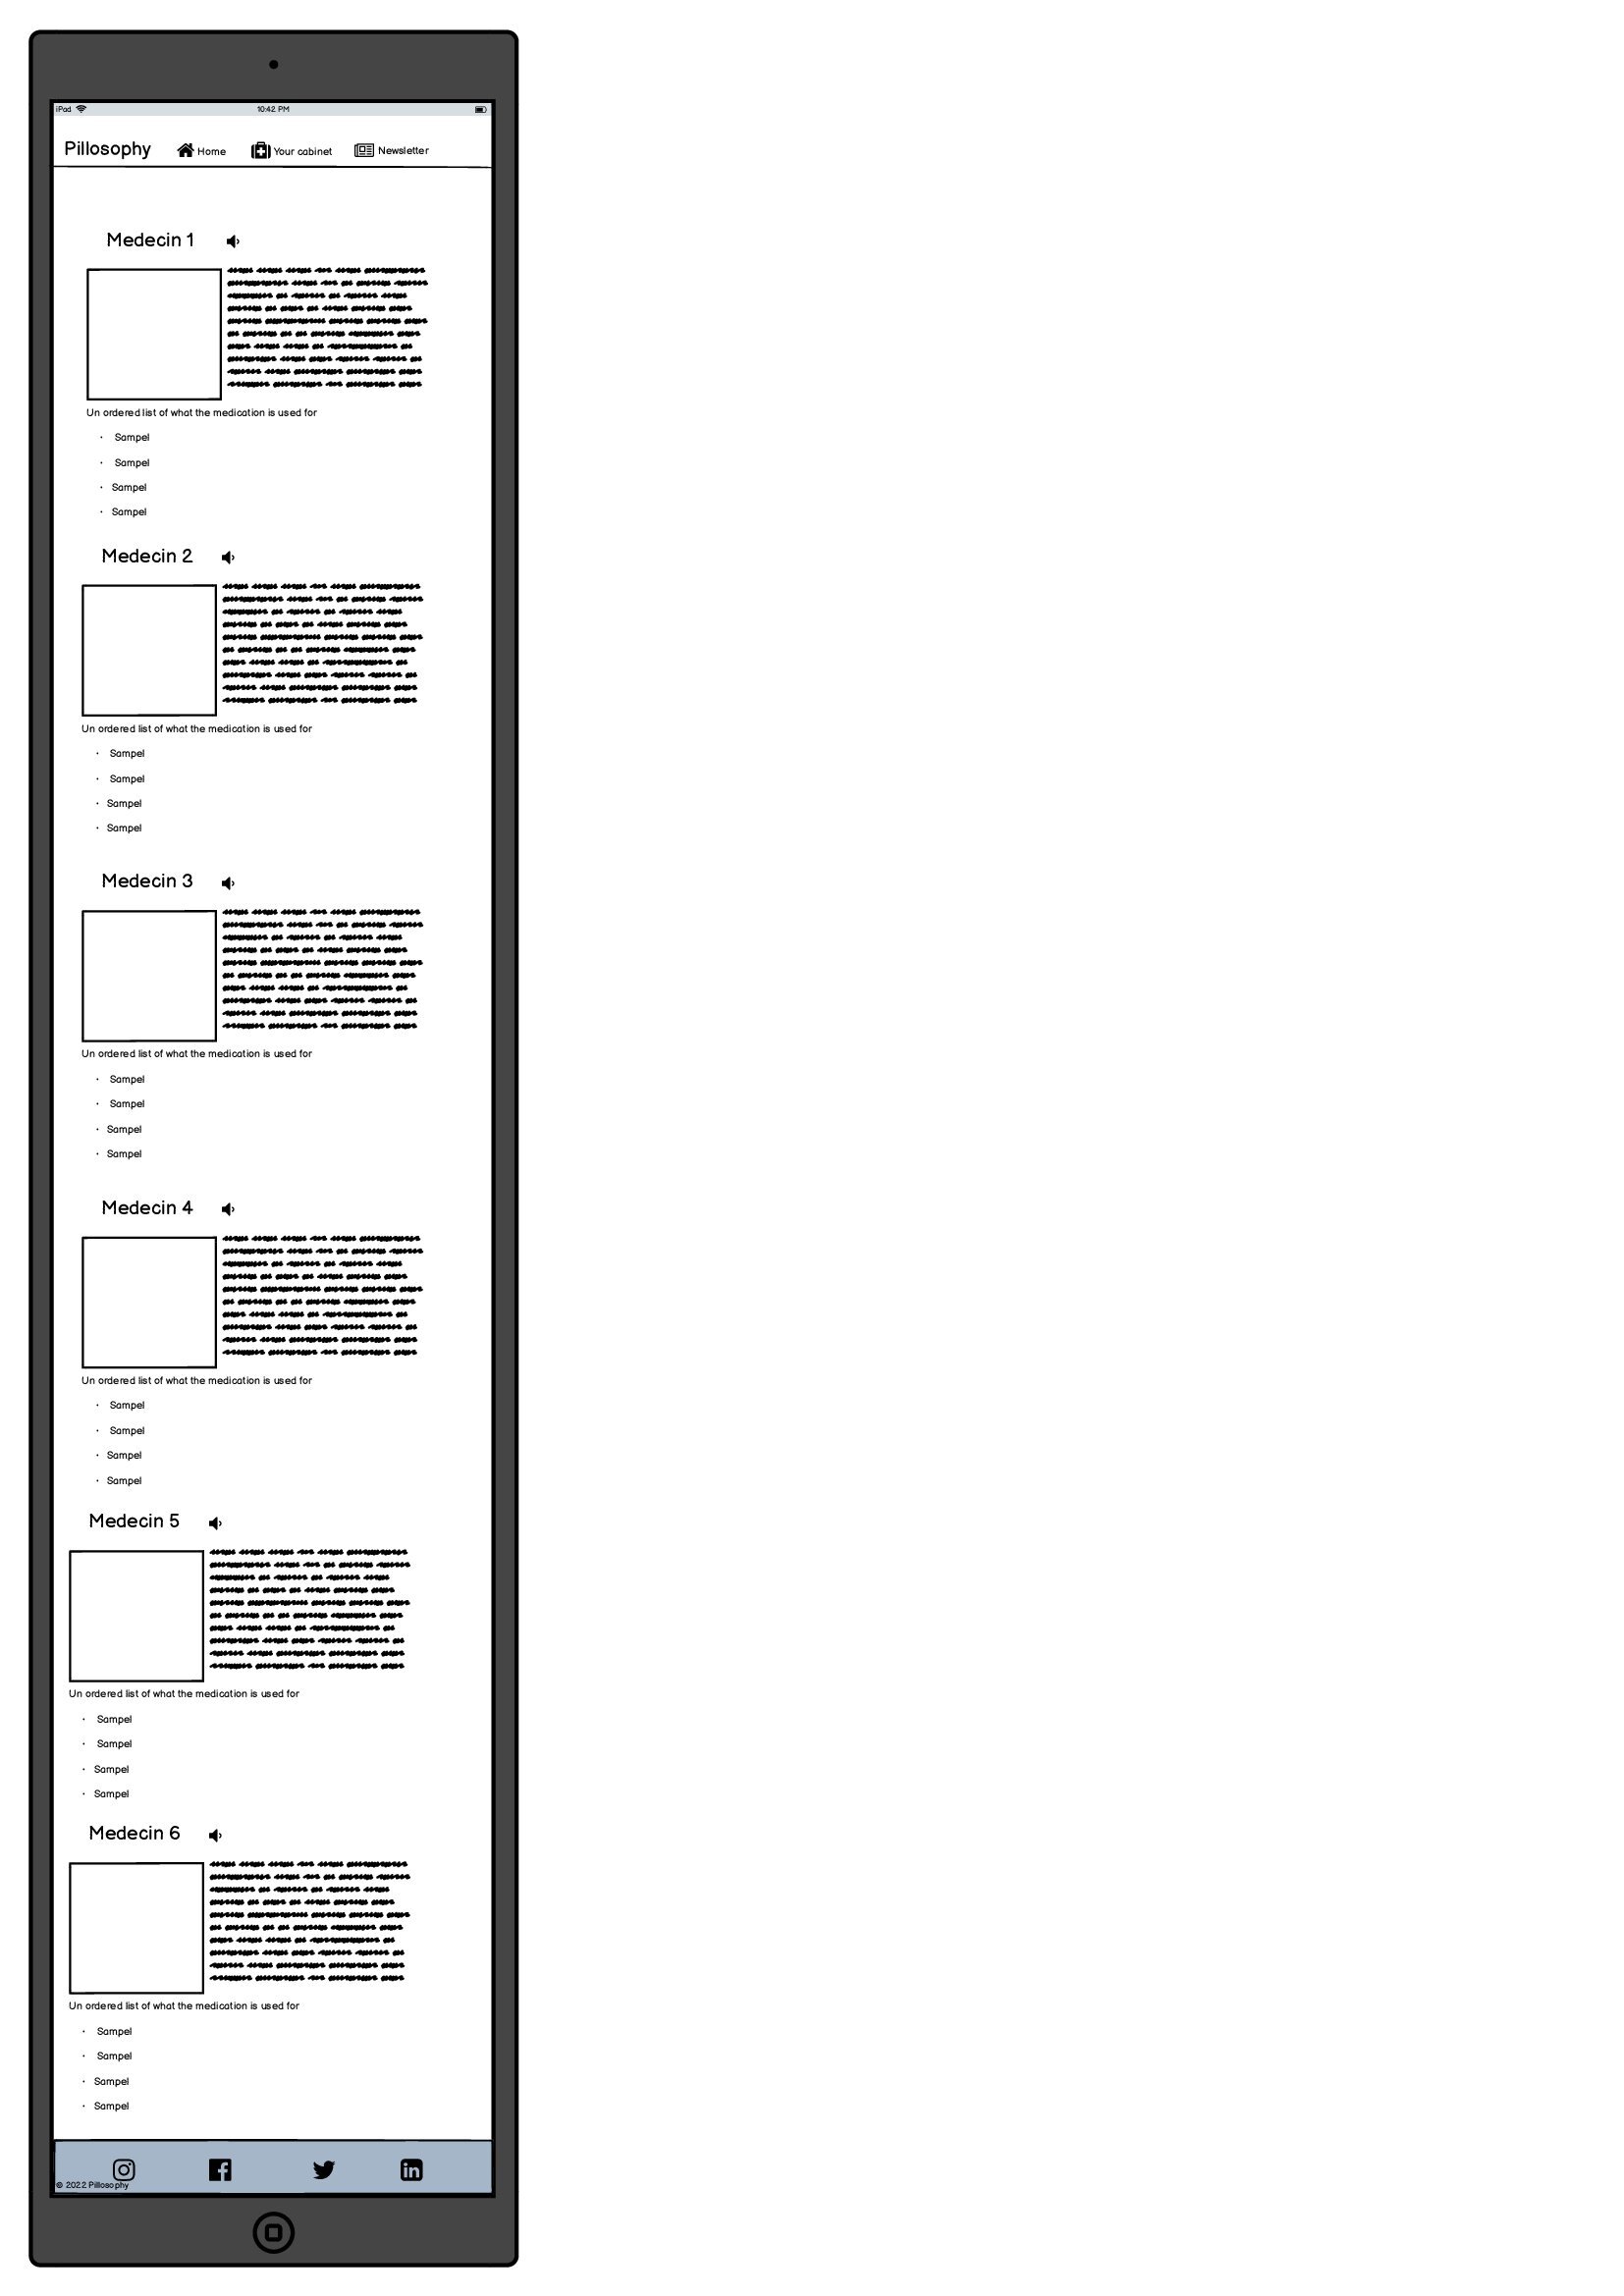 iPad 10:42 PM
Pillosophy Home Your cabinet Newsletter
Medecin 1
Un ordered list of what the medication is used for
· Sampel
· Sampel
· Sampel
· Sampel
Medecin 2
Un ordered list of what the medication is used for
· Sampel
· Sampel
· Sampel
· Sampel
Medecin 3
Un ordered list of what the medication is used for
· Sampel
· Sampel
· Sampel
· Sampel
Medecin 4
Un ordered list of what the medication is used for
· Sampel
· Sampel
· Sampel
· Sampel
Medecin 5
Un ordered list of what the medication is used for
· Sampel
· Sampel
· Sampel
· Sampel
Medecin 6
Un ordered list of what the medication is used for
· Sampel
· Sampel
· Sampel
· Sampel
© 2022 Pillosophy